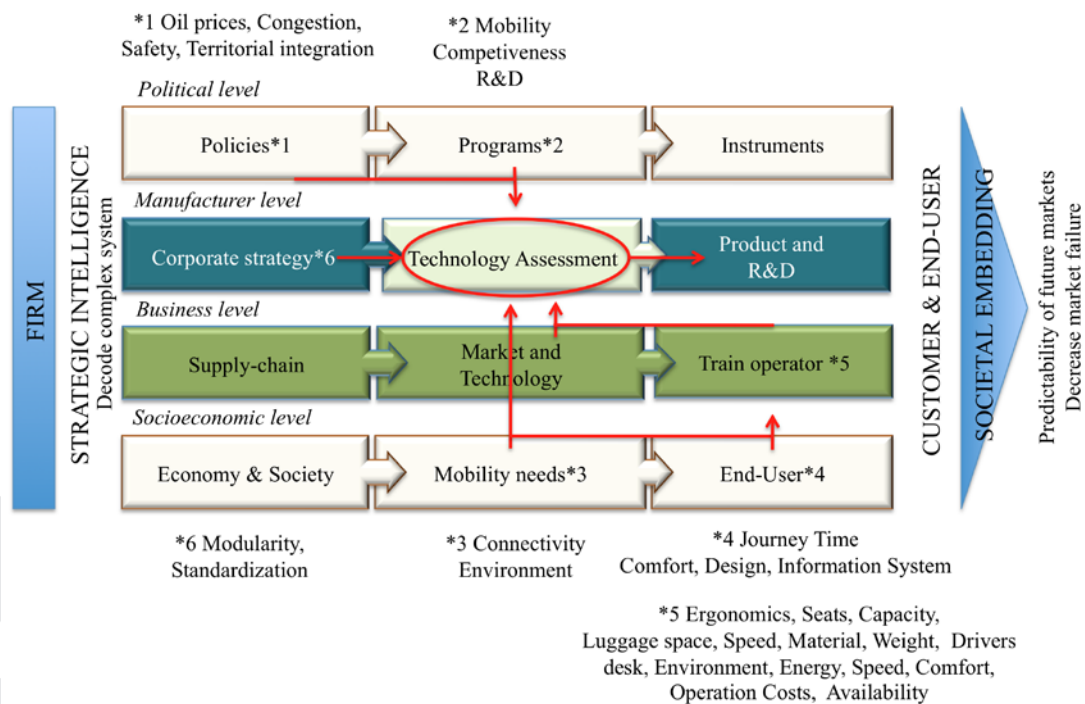 *1 Oil prices, Congestion,
Safety, Territorial integration
*2 Mobility
Competiveness
R&D
Political level
Policies*1
Programs*2
Instruments
Manufacturer level
Corporate strategy*6
Technology Assessment
Product and
R&D
Business level
Supply-chain
Market and
Technology
Train operator *5
Socioeconomic level
Economy & Society
Mobility needs*3
End-User*4
FIRM
STRATEGIC INTELLIGENCE
Decode complex system
CUSTOMER & END-USER
SOCIETAL EMBEDDING
Predictability of future markets
Decrease market failure
*6 Modularity,
Standardization
*3 Connectivity
Environment
*4 Journey Time
Comfort, Design, Information System
*5 Ergonomics, Seats, Capacity,
Luggage space, Speed, Material, Weight, Drivers
desk, Environment, Energy, Speed, Comfort,
Operation Costs, Availability